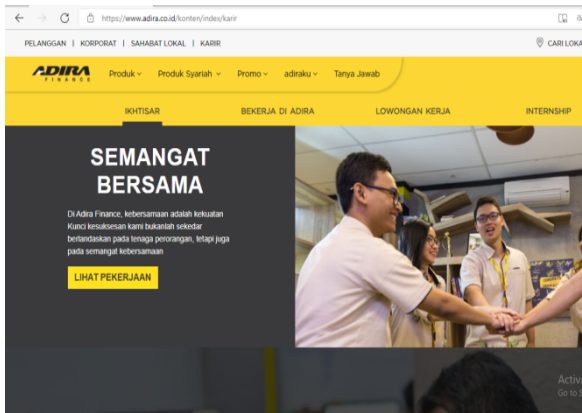 https://www.adira.co.id/konten/index/karir
PELANGGAN | KORPORAT | SAHABAT LOKAL | KARIR
CARI LOKA
ADIRA
FINANCE
Produk
Produk Syariah
Promo
adiraku
Tanya Jawab
IKHTISAR
BEKERJA DI ADIRA
LOWONGAN KERJA
INTERNSHIP
SEMANGAT
BERSAMA
Di Adira Finance, kebersamaan adalah kekuatan
Kunci kesuksesan kami bukanlah sekedar
berlandaskan pada tenaga perorangan, tetapi juga
pada semangat kebersamaan
LIHAT PEKERJAAN
Activa
Go to S